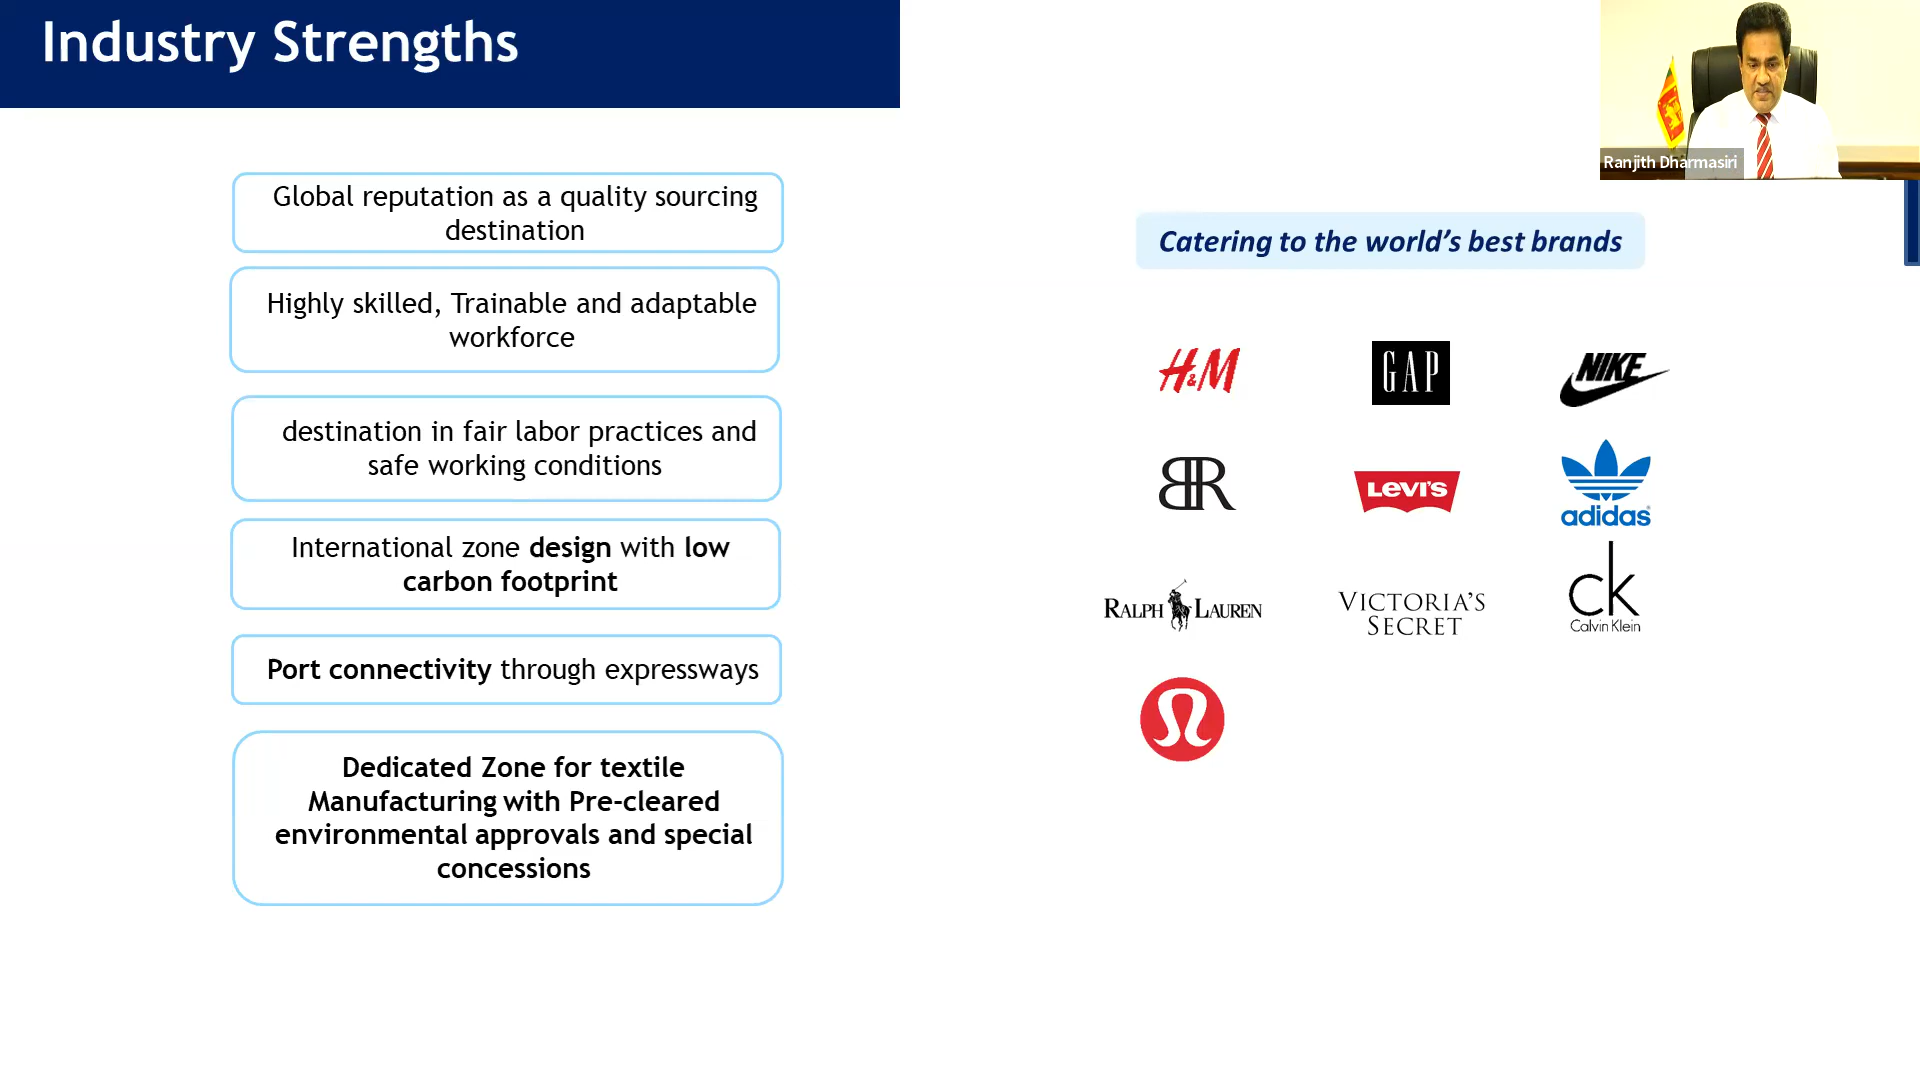 Industry Strengths
Global reputation as a quality sourcing
destination
Highly skilled, Trainable and adaptable
workforce
destination in fair labor practices and
safe working conditions
International zone design with low
carbon footprint
Port connectivity through expressways
Dedicated Zone for textile
Manufacturing with Pre-cleared
environmental approvals and special
concessions
Ranjith Dharmasiri
Catering to the world’s best brands
H&M
GAP
NIKE
BR
LEVI'S
adidas
RALPH LAUREN
VICTORIA'S
SECRET
ck
Calvin Klein